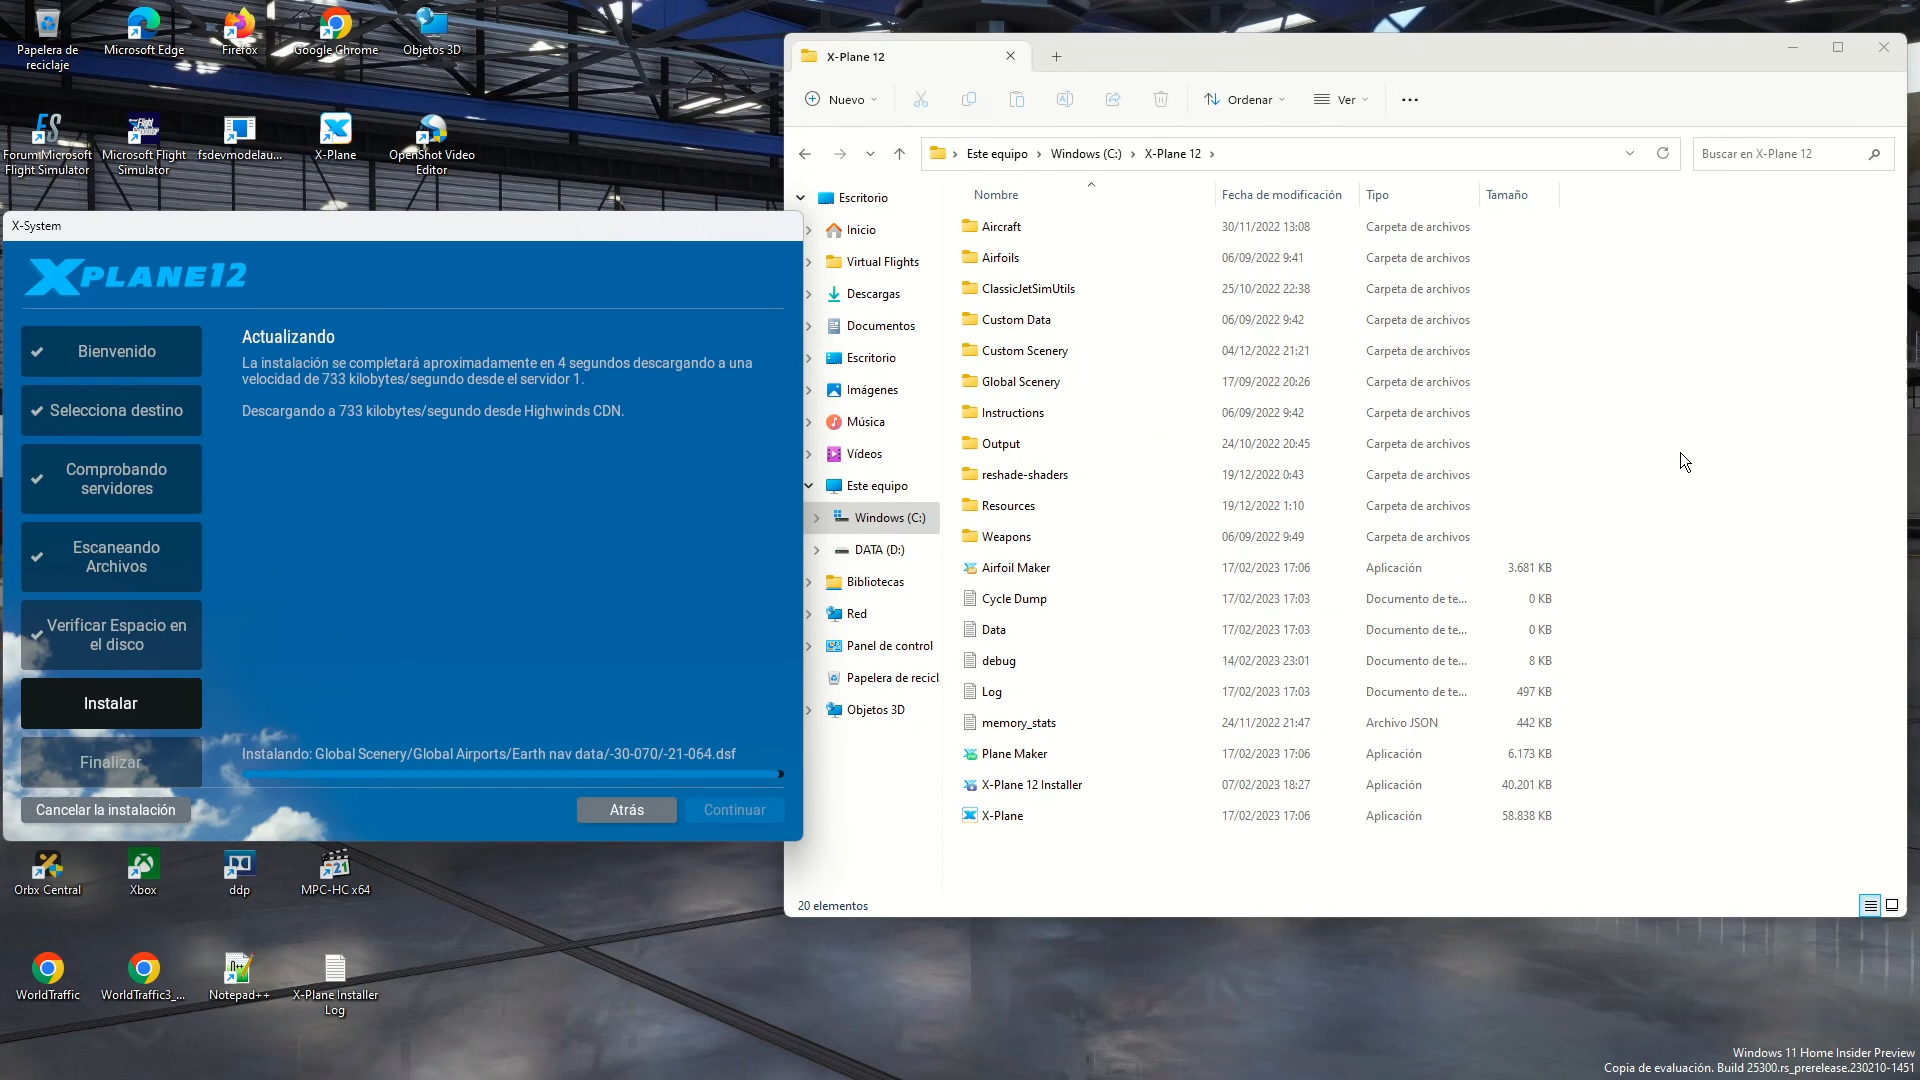 Papelera de
reciclaje
Microsoft Edge
Firefox
Google Chrome
Objetos 3D
Forum Microsoft
Flight Simulator
Microsoft Flight
Simulator
fsdevmodelau...
X-Plane
OpenShot Video
Editor
X-System
XPLANE12
Bienvenido
Selecciona destino
Comprobando
servidores
Escaneando
Archivos
Verificar Espacio en
el disco
Instalar
Finalizar
Actualizando
La instalación se completará aproximadamente en 4 segundos descargando a una
velocidad de 733 kilobytes/segundo desde el servidor 1.
Descargando a 733 kilobytes/segundo desde Highwinds CDN.
Instalando: Global Scenery/Global Airports/Earth nav data/-30-070/-21-064.dsf
Cancelar la instalación
Atrás
Continuar
Orbx Central
Xbox
ddp
MPC-HC x64
WorldTraffic
WorldTraffic3_...
Notepad++
X-Plane Installer
Log
X-Plane 12
Nuevo
Ordenar
Ver
Este equipo > Windows (C:) > X-Plane 12 >
Buscar en X-Plane 12
Escritorio
Inicio
Virtual Flights
Descargas
Documentos
Escritorio
Imágenes
Música
Vídeos
Este equipo
Windows (C:)
DATA (D:)
Bibliotecas
Red
Panel de control
Papelera de recicl
Objetos 3D
Nombre Fecha de modificación Tipo Tamaño
Aircraft 30/11/2022 13:08 Carpeta de archivos
Airfoils 06/09/2022 9:41 Carpeta de archivos
ClassicJetSimUtils 25/10/2022 22:38 Carpeta de archivos
Custom Data 06/09/2022 9:42 Carpeta de archivos
Custom Scenery 04/12/2022 21:21 Carpeta de archivos
Global Scenery 17/09/2022 20:26 Carpeta de archivos
Instructions 06/09/2022 9:42 Carpeta de archivos
Output 24/10/2022 20:45 Carpeta de archivos
reshade-shaders 19/12/2022 0:43 Carpeta de archivos
Resources 19/12/2022 1:10 Carpeta de archivos
Weapons 06/09/2022 9:49 Carpeta de archivos
Airfoil Maker 17/02/2023 17:06 Aplicación 3.681 KB
Cycle Dump 17/02/2023 17:03 Documento de te... 0 KB
Data 17/02/2023 17:03 Documento de te... 0 KB
debug 14/02/2023 23:01 Documento de te... 8 KB
Log 17/02/2023 17:03 Documento de te... 497 KB
memory_stats 24/11/2022 21:47 Archivo JSON 442 KB
Plane Maker 17/02/2023 17:06 Aplicación 6.173 KB
X-Plane 12 Installer 07/02/2023 18:27 Aplicación 40.201 KB
X-Plane 17/02/2023 17:06 Aplicación 58.838 KB
20 elementos
Windows 11 Home Insider Preview
Copia de evaluación. Build 25300.rs_prerelease.230210-1451